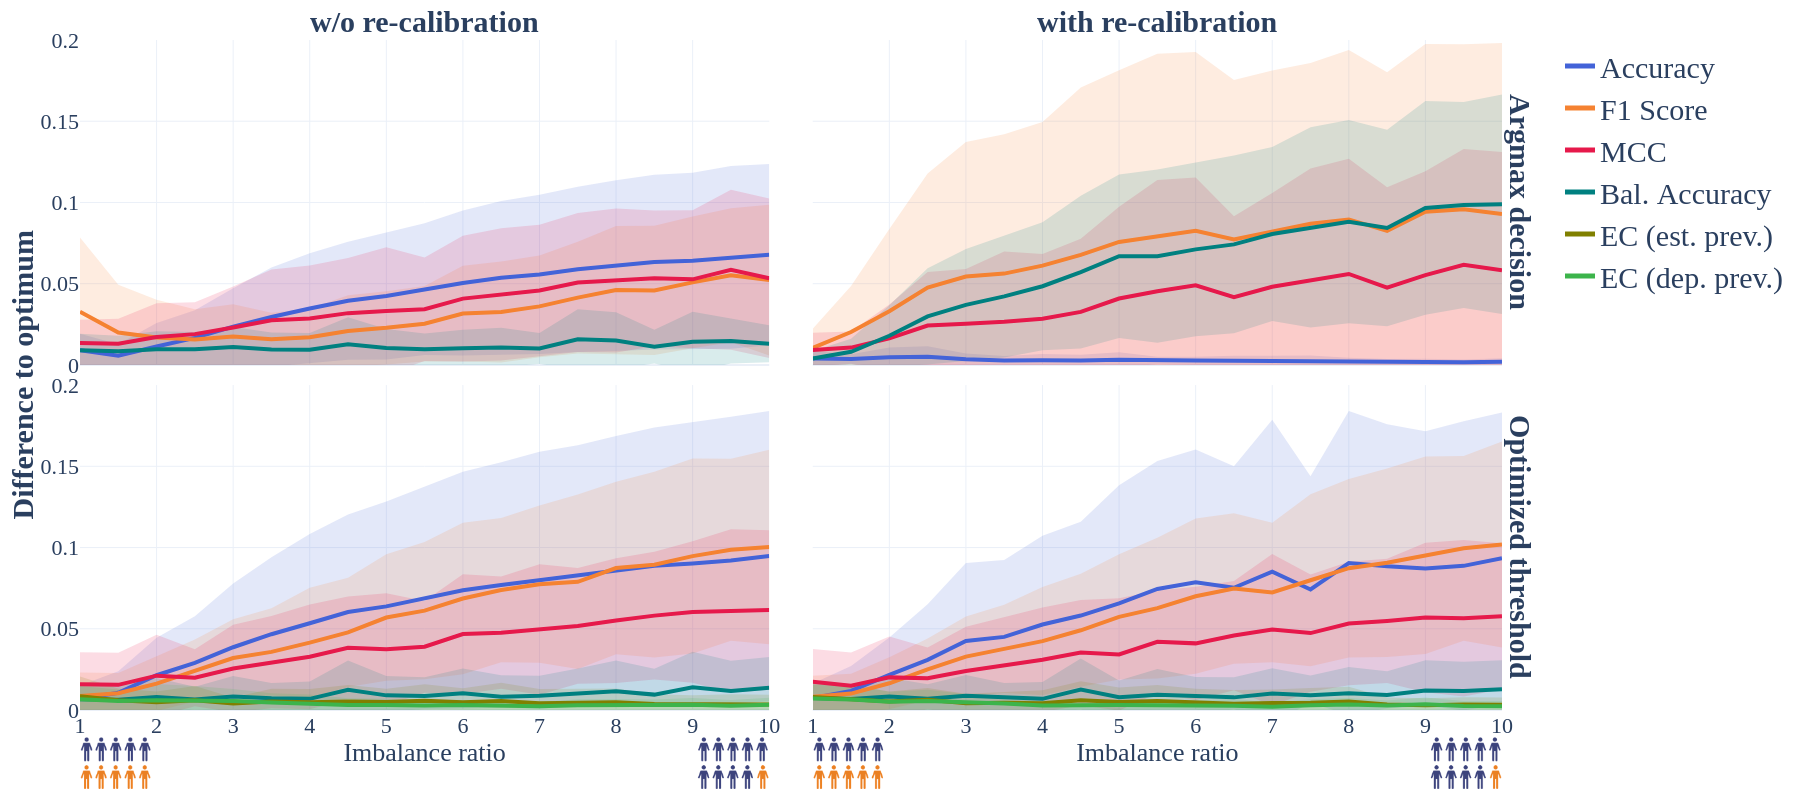 w/o re-calibration
with re-calibration
Difference to optimum
0.2
0.15
0.1
0.05
0
Argmax decision
Accuracy
F1 Score
MCC
Bal. Accuracy
EC (est. prev.)
EC (dep. prev.)
0.2
0.15
0.1
0.05
0
Optimized threshold
1 2 3 4 5 6 7 8 9 10
1 2 3 4 5 6 7 8 9 10
Imbalance ratio
Imbalance ratio